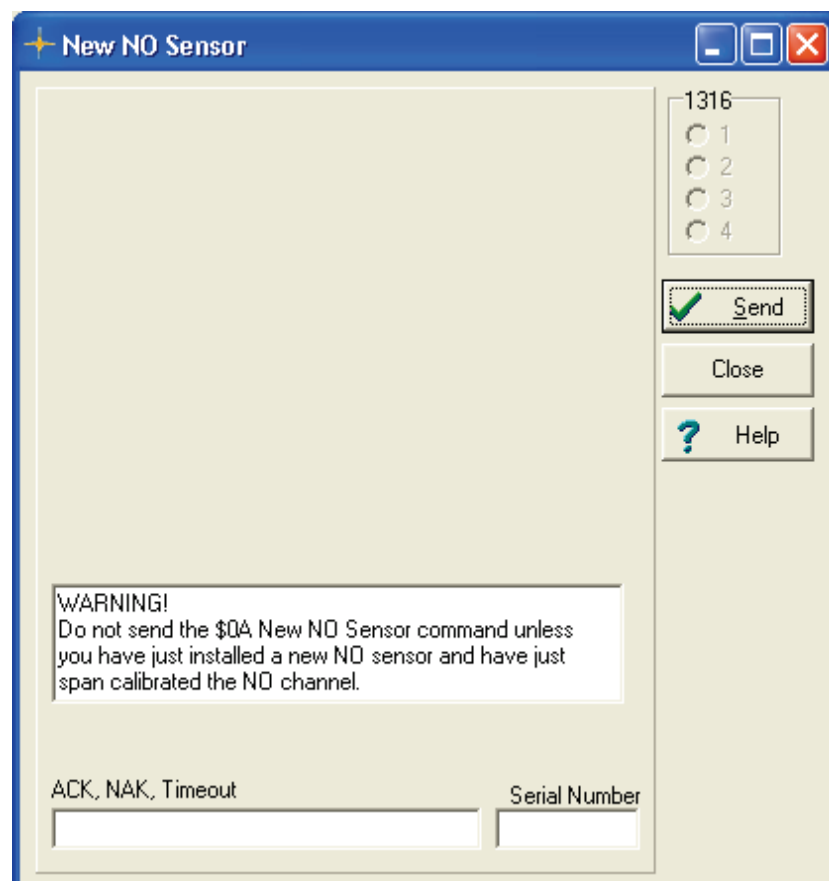 New NO Sensor
1316
1
2
3
4
Send
Close
? Help
WARNING!
Do not send the $0A New NO Sensor command unless
you have just installed a new NO sensor and have just
span calibrated the NO channel.
ACK, NAK, Timeout
Serial Number